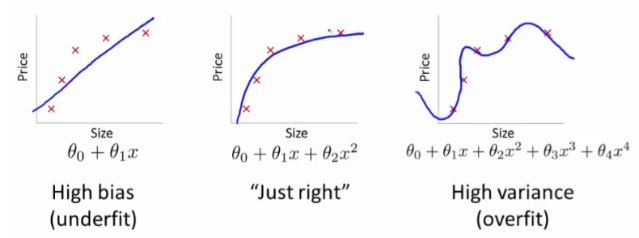 Price
Size
θ₀ + θ₁x
High bias
(underfit)
Price
Size
θ₀ + θ₁x + θ₂x²
“Just right”
Price
Size
θ₀ + θ₁x + θ₂x² + θ₃x³ + θ₄x⁴
High variance
(overfit)